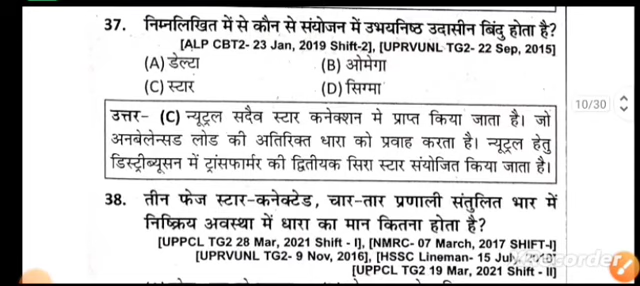 37. निम्नलिखित में से कौन से संयोजन में उभयनिष्ठ उदासीन बिंदु होता है?
[ALP CBT2- 23 Jan, 2019 Shift-2], [UPRVUNL TG2- 22 Sep, 2015]
(A) डेल्टा (B) ओमेगा
(C) स्टार (D) सिग्मा
10/30
उत्तर- (C) न्यूट्रल सदैव स्टार कनेक्शन मे प्राप्त किया जाता है। जो
अनबेलेन्सड लोड की अतिरिक्त धारा को प्रवाह करता है। न्यूट्रल हेतु
डिस्ट्रीब्यूसन में ट्रांसफार्मर की द्वितीयक सिरा स्टार संयोजित किया जाता है।
38. तीन फेज स्टार-कनेक्टेड, चार-तार प्रणाली संतुलित भार में
निष्क्रिय अवस्था में धारा का मान कितना होता है?
[UPPCL TG2 28 Mar, 2021 Shift - I], [NMRC- 07 March, 2017 SHIFT-I]
[UPRVUNL TG2- 9 Nov, 2016], [HSSC Lineman- 15 July,
[UPPCL TG2 19 Mar, 2021 Shift - II]